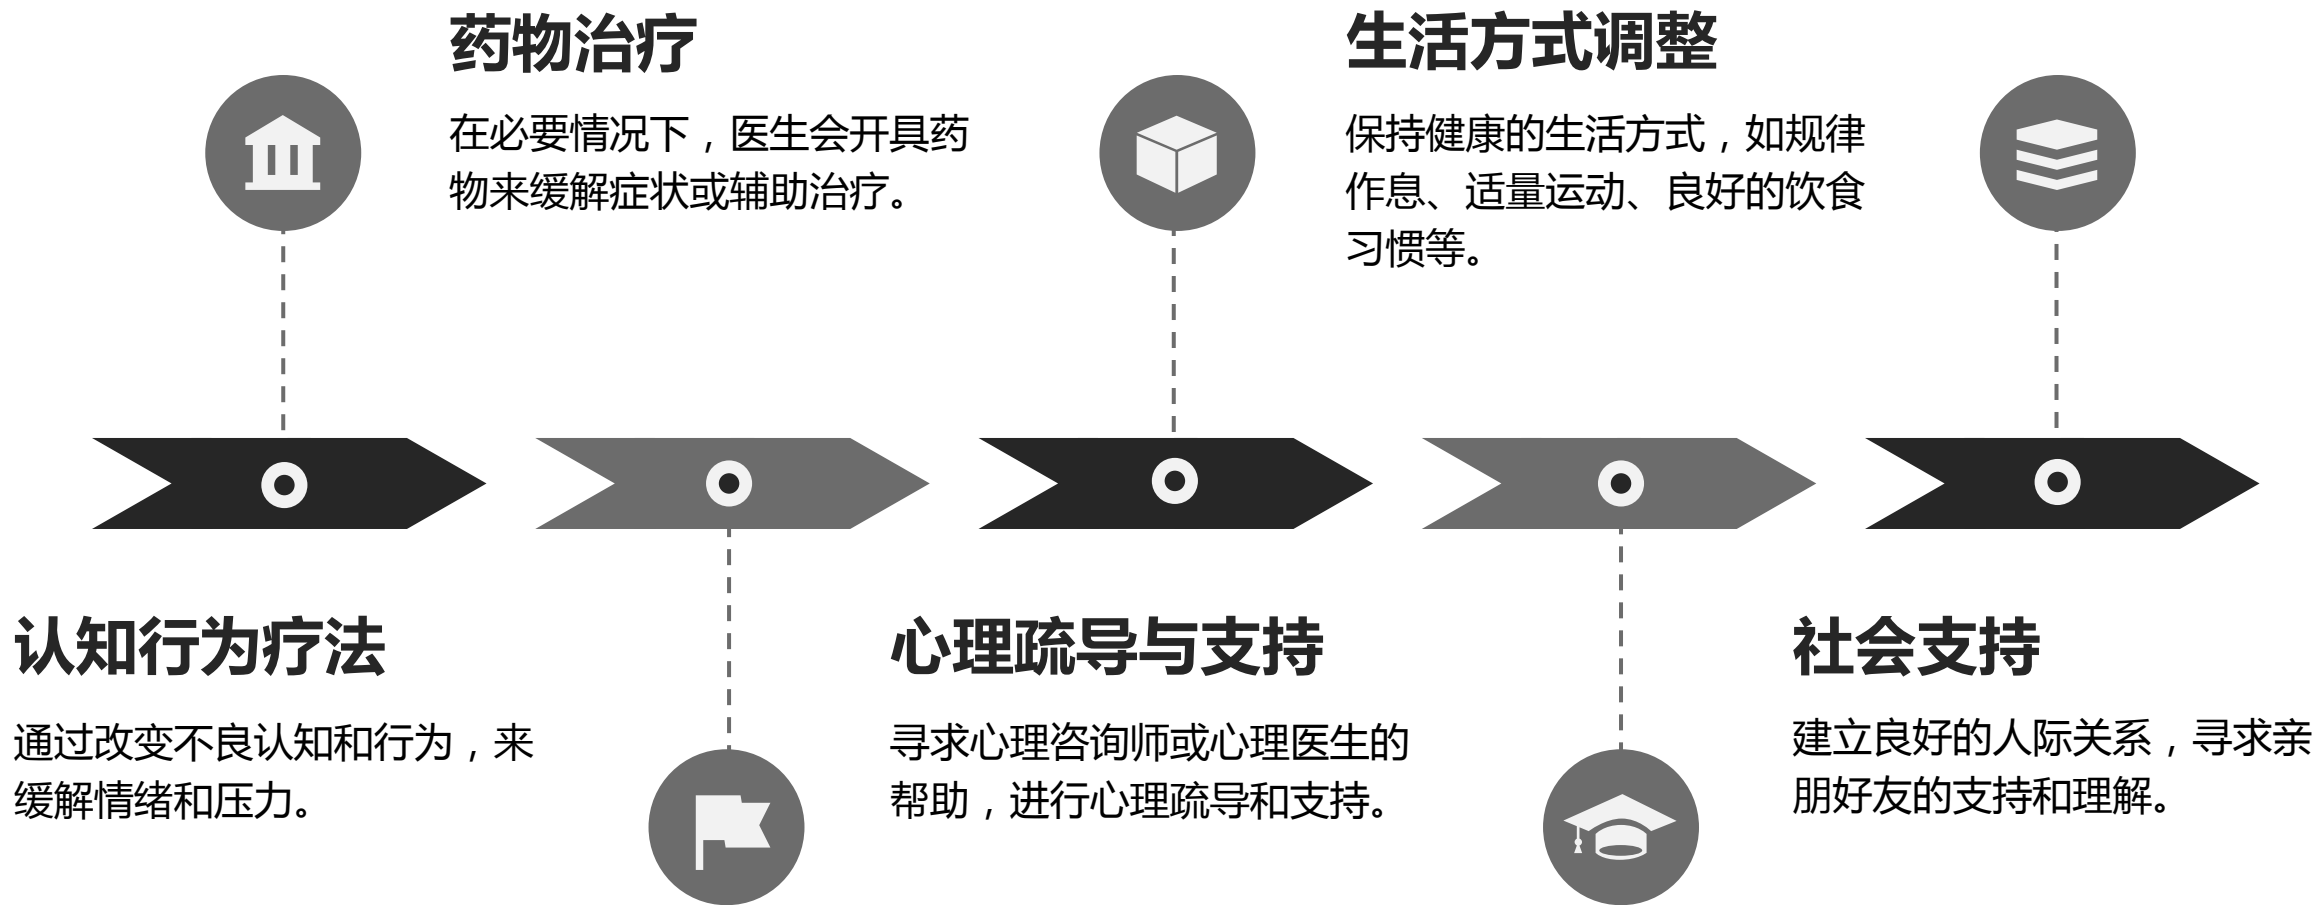 药物治疗
在必要情况下，医生会开具药
物来缓解症状或辅助治疗。
生活方式调整
保持健康的生活方式，如规律
作息、适量运动、良好的饮食
习惯等。
认知行为疗法
通过改变不良认知和行为，来
缓解情绪和压力。
心理疏导与支持
寻求心理咨询师或心理医生的
帮助，进行心理疏导和支持。
社会支持
建立良好的人际关系，寻求亲
朋好友的支持和理解。